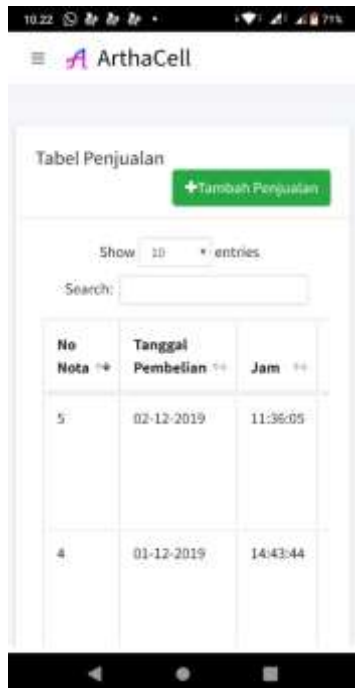 10.22
71%
ArthaCell
Tabel Penjualan
+Tambah Penjualan
Show 10 entries
Search:
No Nota
Tanggal Pembelian
Jam
5 02-12-2019 11:36:05
4 01-12-2019 14:43:44